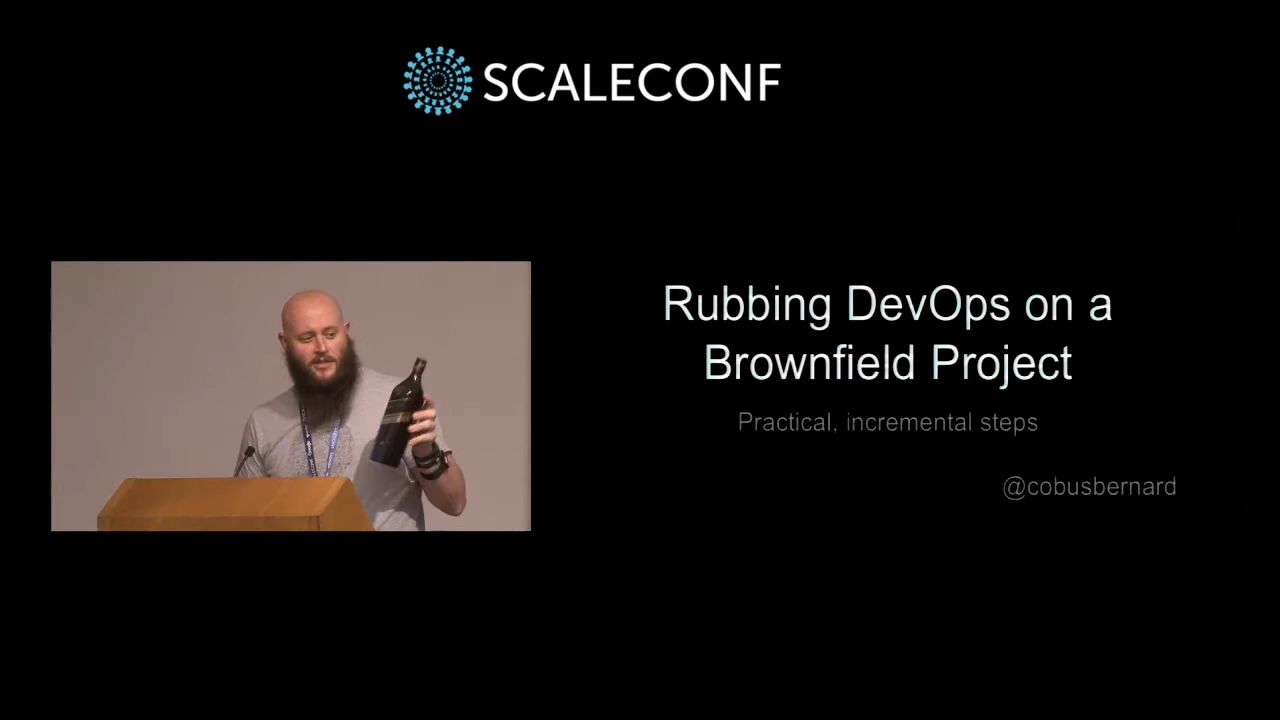 SCALECONF
Rubbing DevOps on a
Brownfield Project
Practical, incremental steps
@cobusbernard